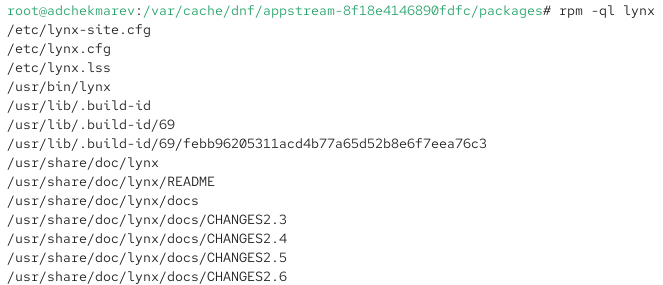 root@adchekmarev:/var/cache/dnf/appstream-8f18e4146890fdfc/packages# rpm -ql lynx
/etc/lynx-site.cfg
/etc/lynx.cfg
/etc/lynx.lss
/usr/bin/lynx
/usr/lib/.build-id
/usr/lib/.build-id/69
/usr/lib/.build-id/69/febb96205311acd4b77a65d52b8e6f7eea76c3
/usr/share/doc/lynx
/usr/share/doc/lynx/README
/usr/share/doc/lynx/docs
/usr/share/doc/lynx/docs/CHANGES2.3
/usr/share/doc/lynx/docs/CHANGES2.4
/usr/share/doc/lynx/docs/CHANGES2.5
/usr/share/doc/lynx/docs/CHANGES2.6